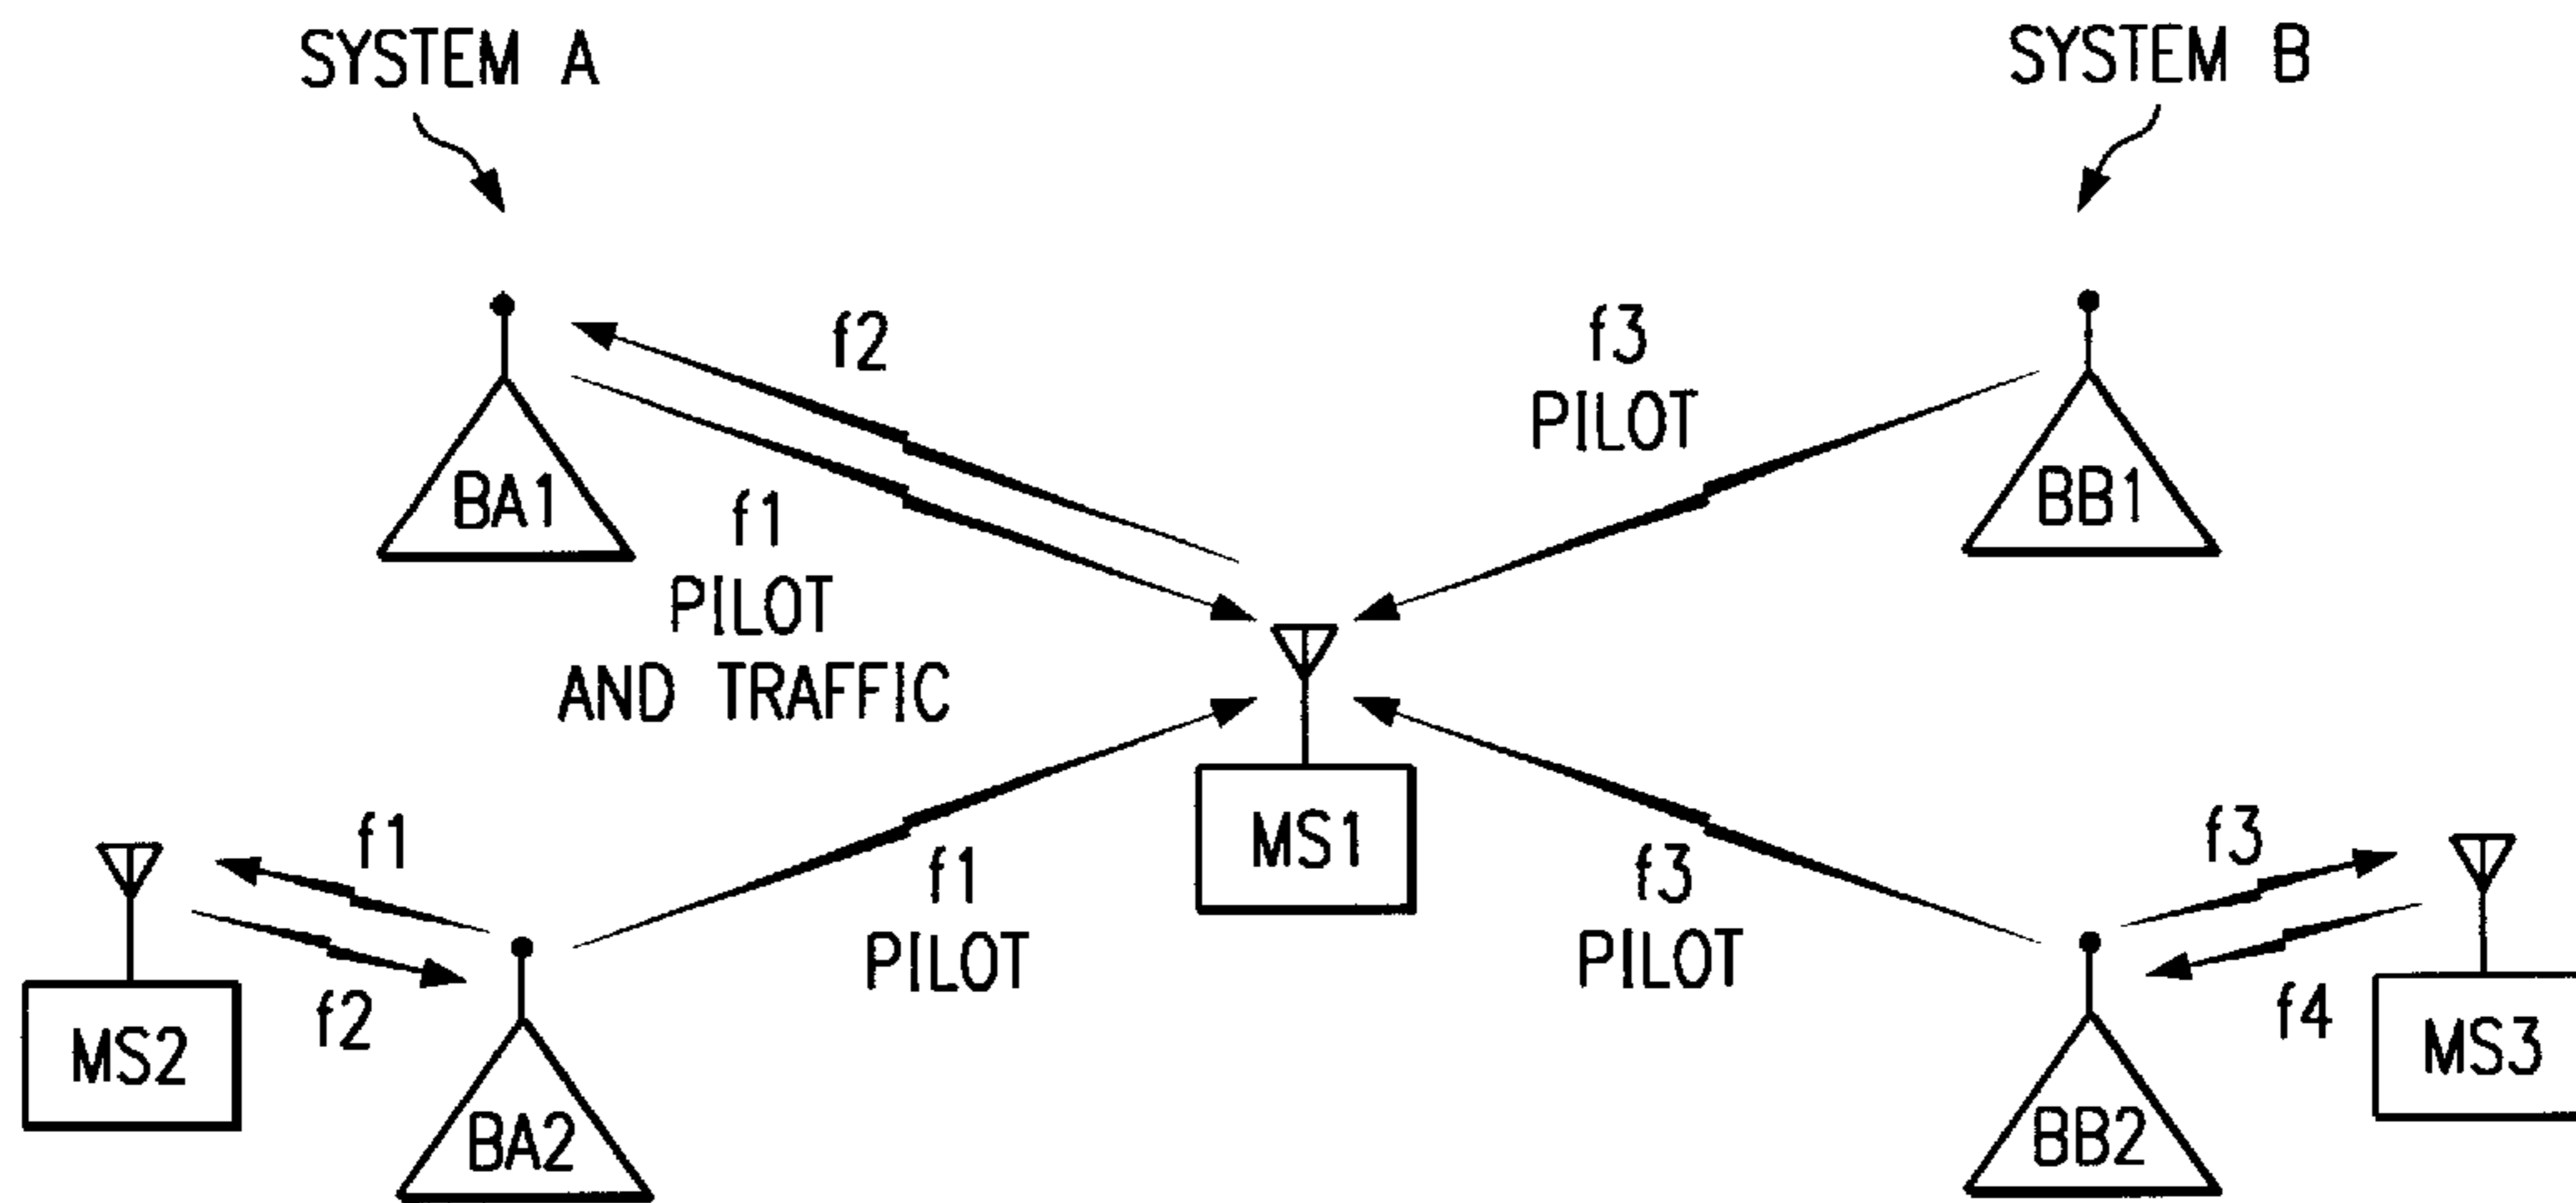 SYSTEM A
SYSTEM B
f2
f3
PILOT
BA1
BB1
f1
PILOT
AND TRAFFIC
MS1
f1
f3
f1
PILOT
f3
PILOT
MS2
f2
f4
MS3
BA2
BB2